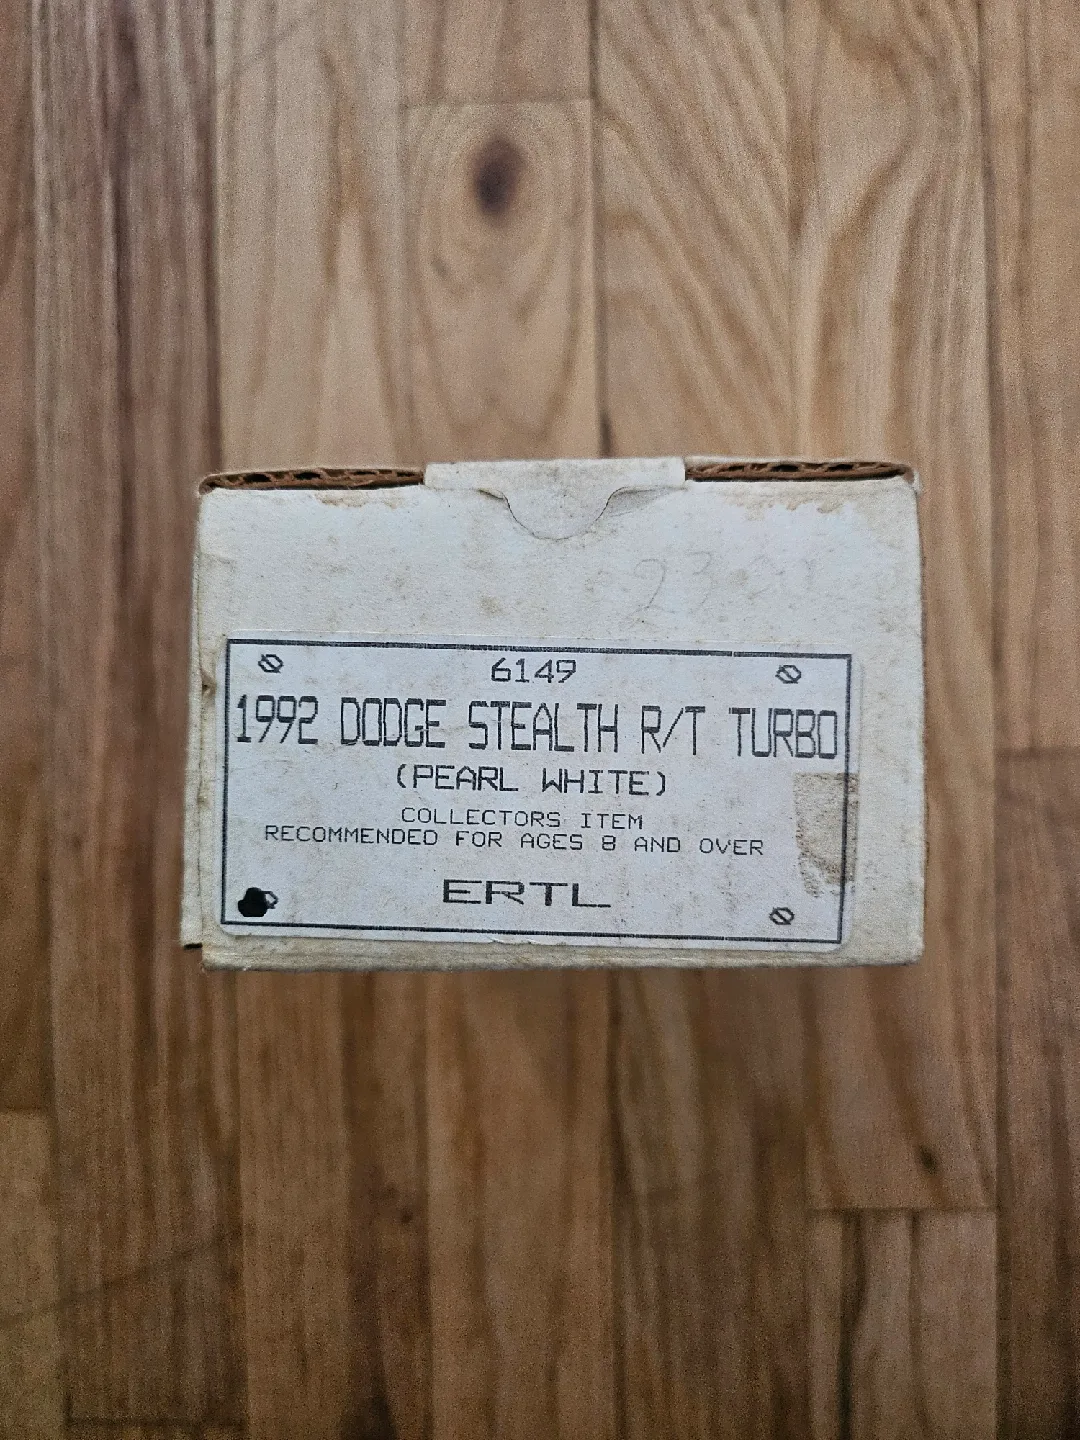 6149
1992 DODGE STEALTH R/T TURBO
(PEARL WHITE)
COLLECTORS ITEM
RECOMMENDED FOR AGES 8 AND OVER
ERTL